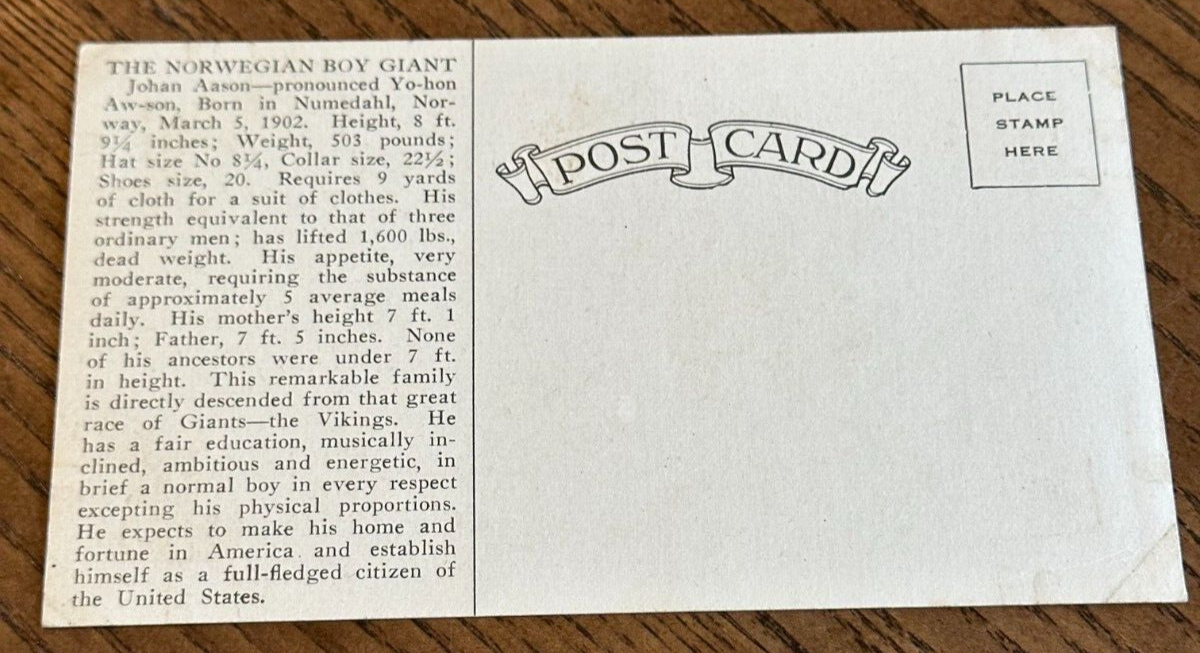 THE NORWEGIAN BOY GIANT
Johan Aason—pronounced Yo-hon
Aw-son, Born in Numedahl, Nor-
way, March 5, 1902. Height, 8 ft.
9¼ inches; Weight, 503 pounds;
Hat size No 8¼, Collar size, 22½;
Shoes size, 20. Requires 9 yards
of cloth for a suit of clothes. His
strength equivalent to that of three
ordinary men; has lifted 1,600 lbs.,
dead weight. His appetite, very
moderate, requiring the substance
of approximately 5 average meals
daily. His mother's height 7 ft. 1
inch; Father, 7 ft. 5 inches. None
of his ancestors were under 7 ft.
in height. This remarkable family
is directly descended from that great
race of Giants—the Vikings. He
has a fair education, musically in-
clined, ambitious and energetic, in
brief a normal boy in every respect
excepting his physical proportions.
He expects to make his home and
fortune in America and establish
himself as a full-fledged citizen of
the United States.
POST CARD
PLACE
STAMP
HERE